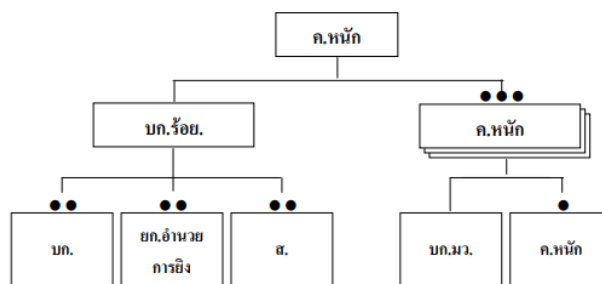 ค.หนัก
บก.ร้อย.
ค.หนัก
บก.
ยก.อำนวย
การยิง
ส.
บก.มว.
ค.หนัก